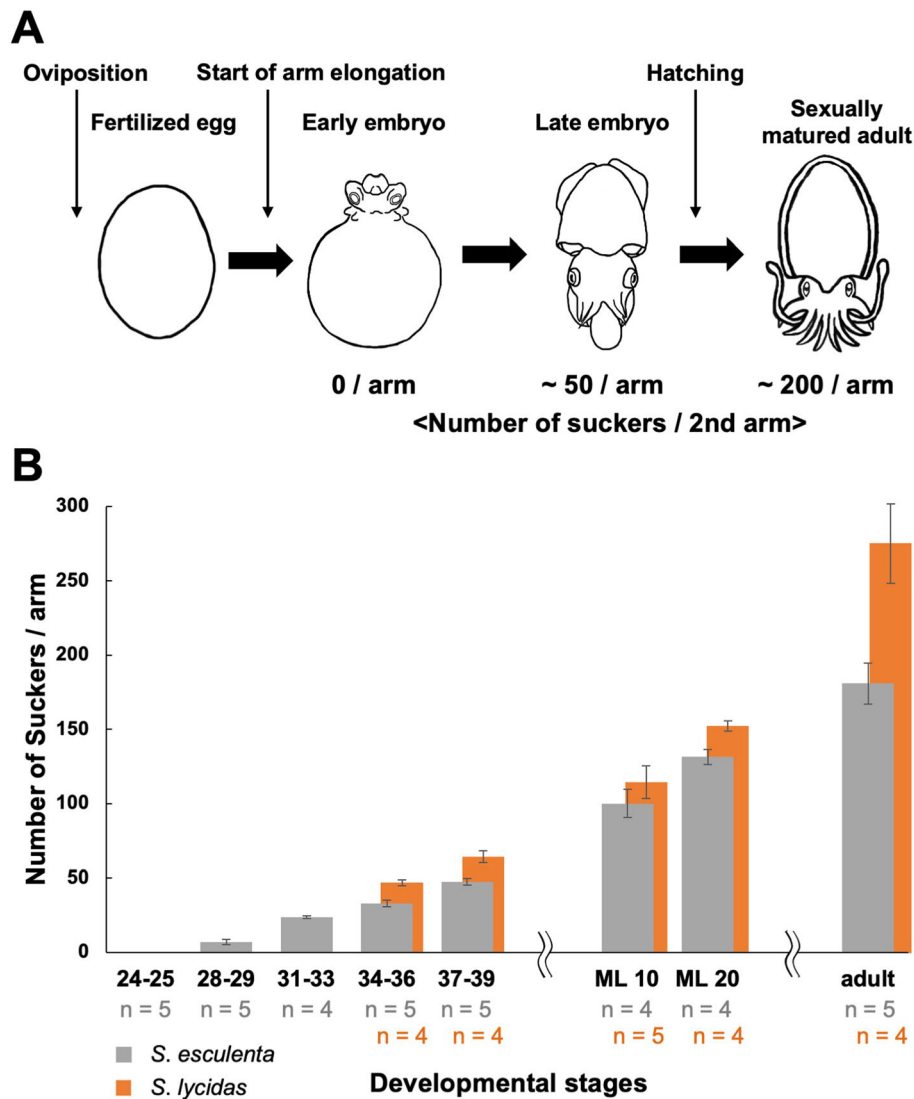 A
Oviposition
Start of arm elongation
Hatching
Fertilized egg
Early embryo
Late embryo
Sexually
matured adult
0 / arm
~ 50 / arm
~ 200 / arm
<Number of suckers / 2nd arm>
B
Number of Suckers / arm
300
250
200
150
100
50
0
24-25 28-29 31-33 34-36 37-39 ML 10 ML 20 adult
n = 5 n = 5 n = 4 n = 5 n = 5 n = 4 n = 4 n = 5
n = 4 n = 4 n = 5 n = 4 n = 4
S. esculenta
S. lycidas
Developmental stages